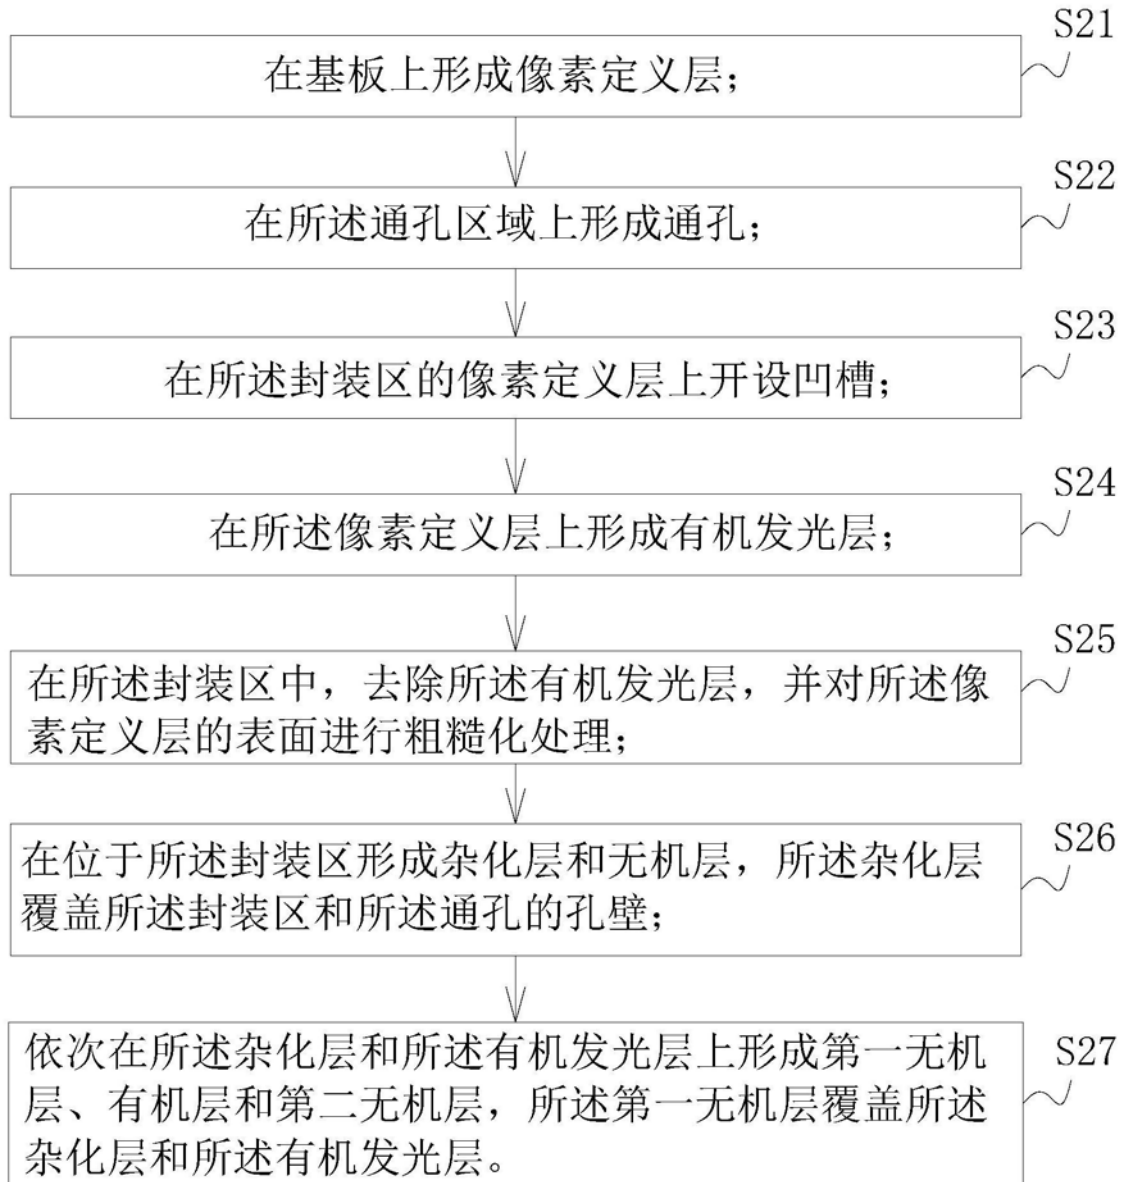 S21
在基板上形成像素定义层；
S22
在所述通孔区域上形成通孔；
S23
在所述封装区的像素定义层上开设凹槽；
S24
在所述像素定义层上形成有机发光层；
S25
在所述封装区中，去除所述有机发光层，并对所述像
素定义层的表面进行粗糙化处理；
S26
在位于所述封装区形成杂化层和无机层，所述杂化层
覆盖所述封装区和所述通孔的孔壁；
S27
依次在所述杂化层和所述有机发光层上形成第一无机
层、有机层和第二无机层，所述第一无机层覆盖所述
杂化层和所述有机发光层。